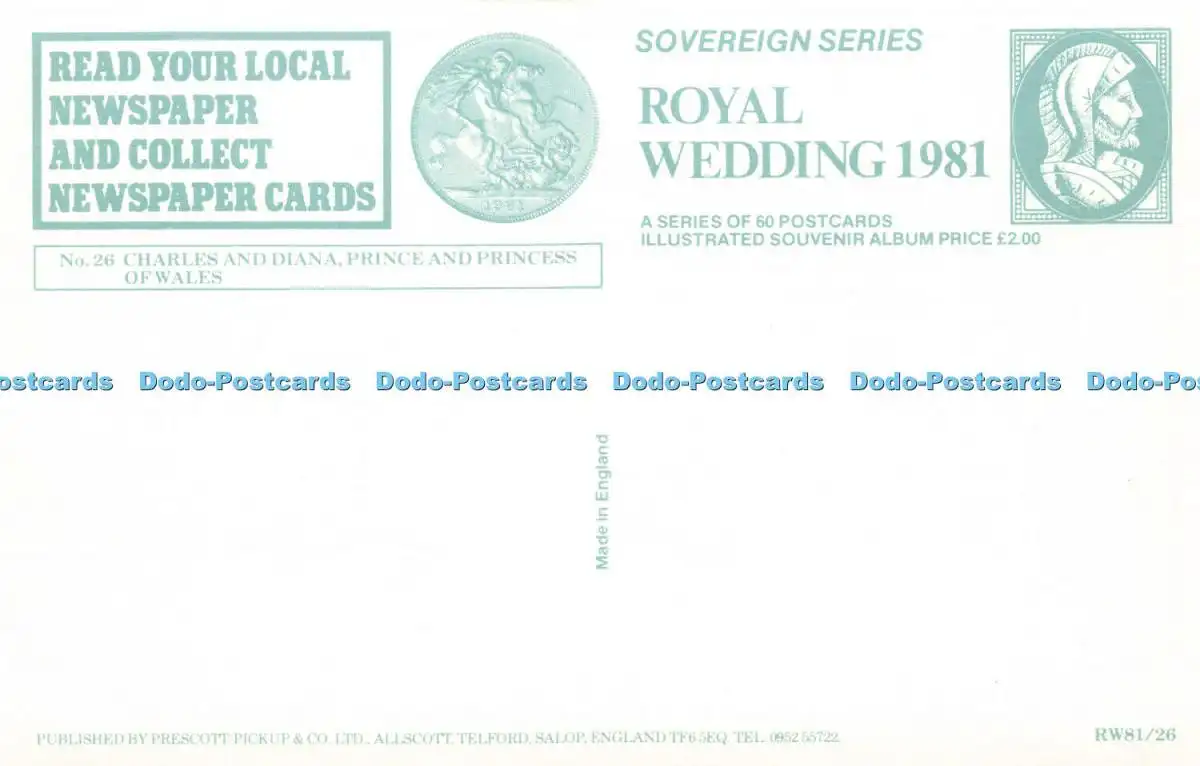 READ YOUR LOCAL
NEWSPAPER
AND COLLECT
NEWSPAPER CARDS
1981
SOVEREIGN SERIES
ROYAL
WEDDING 1981
A SERIES OF 60 POSTCARDS
ILLUSTRATED SOUVENIR ALBUM PRICE £2.00
No. 26 CHARLES AND DIANA, PRINCE AND PRINCESS
OF WALES
ostcards Dodo-Postcards Dodo-Postcards Dodo-Postcards Dodo-Postcards Dodo-Po
Made in England
PUBLISHED BY PRESCOTT PICKUP & CO. LTD., ALLSCOTT, TELFORD, SALOP, ENGLAND TF6 5EQ. TEL. 0952 55722.
RW81/26